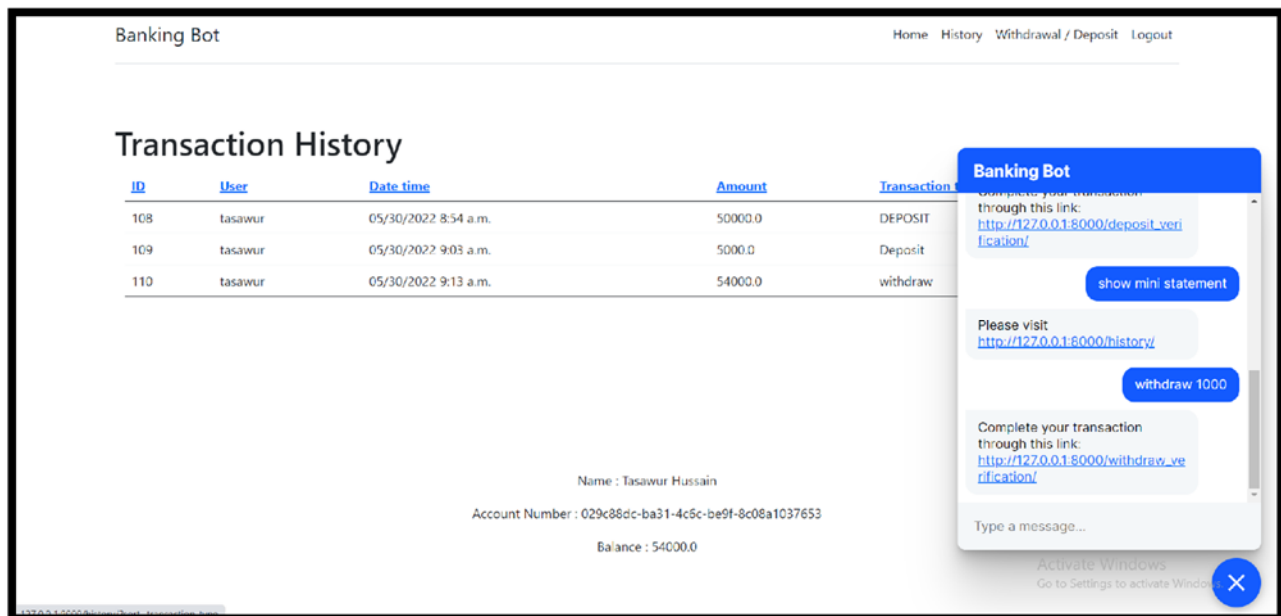 Banking Bot
Home History Withdrawal / Deposit Logout
Transaction History
ID User Date time Amount Transaction
108 tasawur 05/30/2022 8:54 a.m. 50000.0 DEPOSIT
109 tasawur 05/30/2022 9:03 a.m. 5000.0 Deposit
110 tasawur 05/30/2022 9:13 a.m. 54000.0 withdraw
Name : Tasawur Hussain
Account Number : 029c88dc-ba31-4c6c-be9f-8c08a1037653
Balance : 54000.0
Banking Bot
Complete your transaction
through this link:
http://127.0.0.1:8000/deposit_veri
fication/
show mini statement
Please visit
http://127.0.0.1:8000/history/
withdraw 1000
Complete your transaction
through this link:
http://127.0.0.1:8000/withdraw_ve
rification/
Type a message...
Activate Windows
Go to Settings to activate Windows.